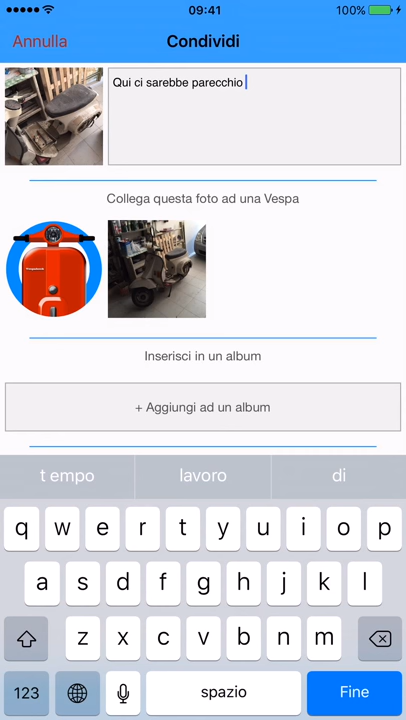 09:41
100%
Annulla
Condividi
Qui ci sarebbe parecchio
Collega questa foto ad una Vespa
Inserisci in un album
+ Aggiungi ad un album
t empo lavoro di
q w e r t y u i o p
a s d f g h j k l
z x c v b n m
123 spazio Fine